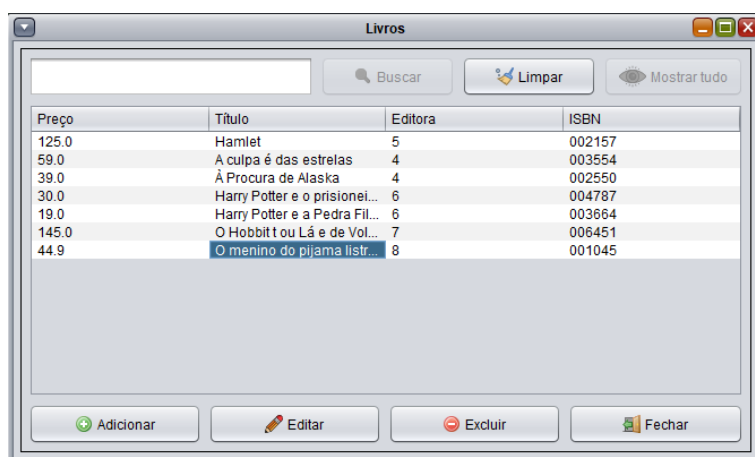 Livros
Buscar Limpar Mostrar tudo
Preço Título Editora ISBN
125.0 Hamlet 5 002157
59.0 A culpa é das estrelas 4 003554
39.0 À Procura de Alaska 4 002550
30.0 Harry Potter e o prisionei... 6 004787
19.0 Harry Potter e a Pedra Fil... 6 003664
145.0 O Hobbit t ou Lá e de Vol... 7 006451
44.9 O menino do pijama listr... 8 001045
Adicionar Editar Excluir Fechar